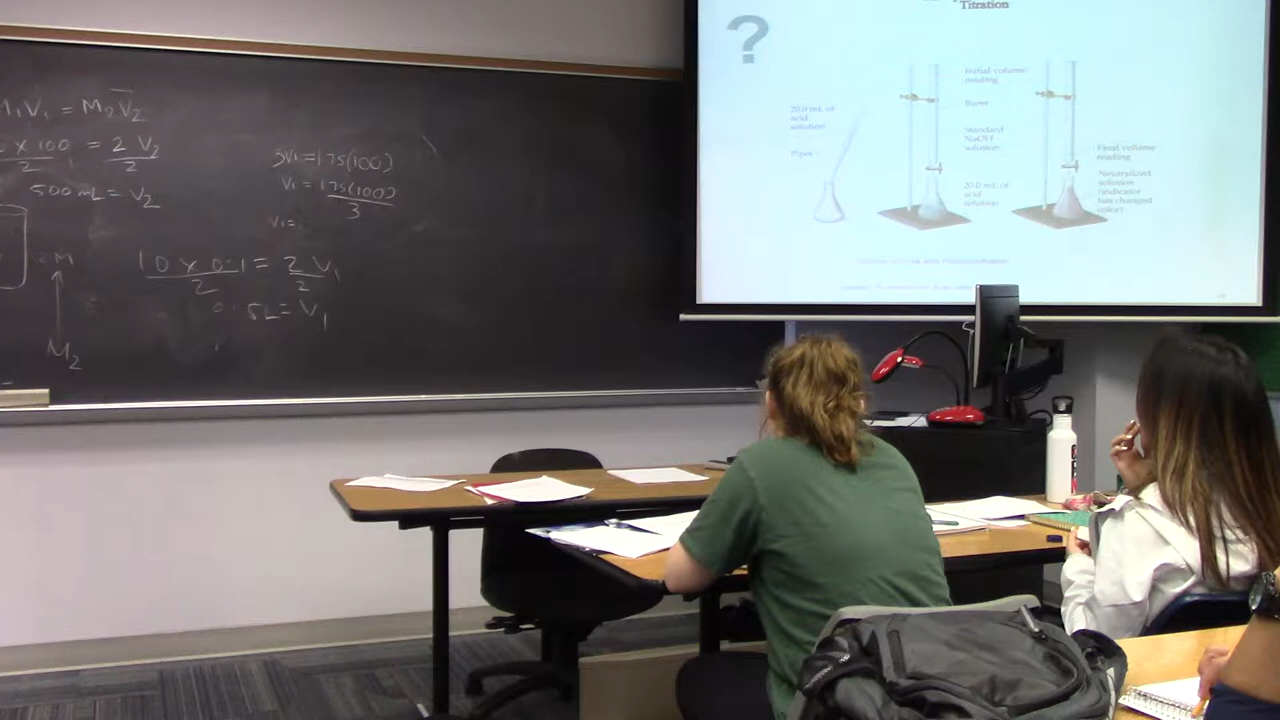 M₁V₁ = M₂V₂
0 x 100 = 2 V₂
2 2
500 mL = V₂
3V₁ = 175(100)
V₁ = 175(100)
3
V₁ =
M
M₂
10 x 0.1 = 2 V₁
2 2
0.5L = V₁
Titration
?
20.0 mL of
acid
solution
Pipet
Initial volume
reading
Buret
Standard
NaOH
solution
20.0 mL of
acid
solution
Final volume
reading
Neutralized
solution
(indicator
has changed
color)